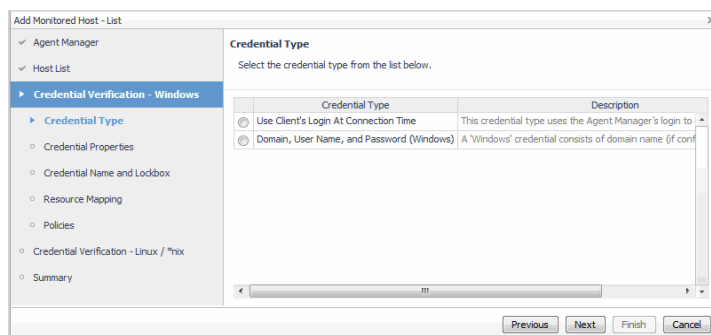 Add Monitored Host - List
Agent Manager
Host List
Credential Verification - Windows
Credential Type
Credential Properties
Credential Name and Lockbox
Resource Mapping
Policies
Credential Verification - Linux / *nix
Summary
Credential Type
Select the credential type from the list below.
Credential Type Description
Use Client's Login At Connection Time This credential type uses the Agent Manager's login to
Domain, User Name, and Password (Windows) A 'Windows' credential consists of domain name (if conf
Previous Next Finish Cancel